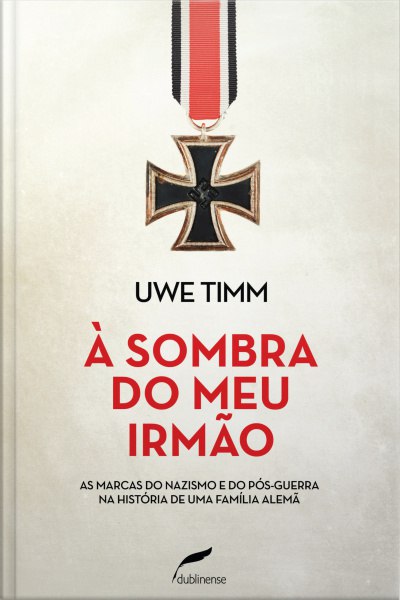 UWE TIMM
À SOMBRA
DO MEU
IRMÃO
AS MARCAS DO NAZISMO E DO PÓS-GUERRA
NA HISTÓRIA DE UMA FAMÍLIA ALEMÃ
dublinense